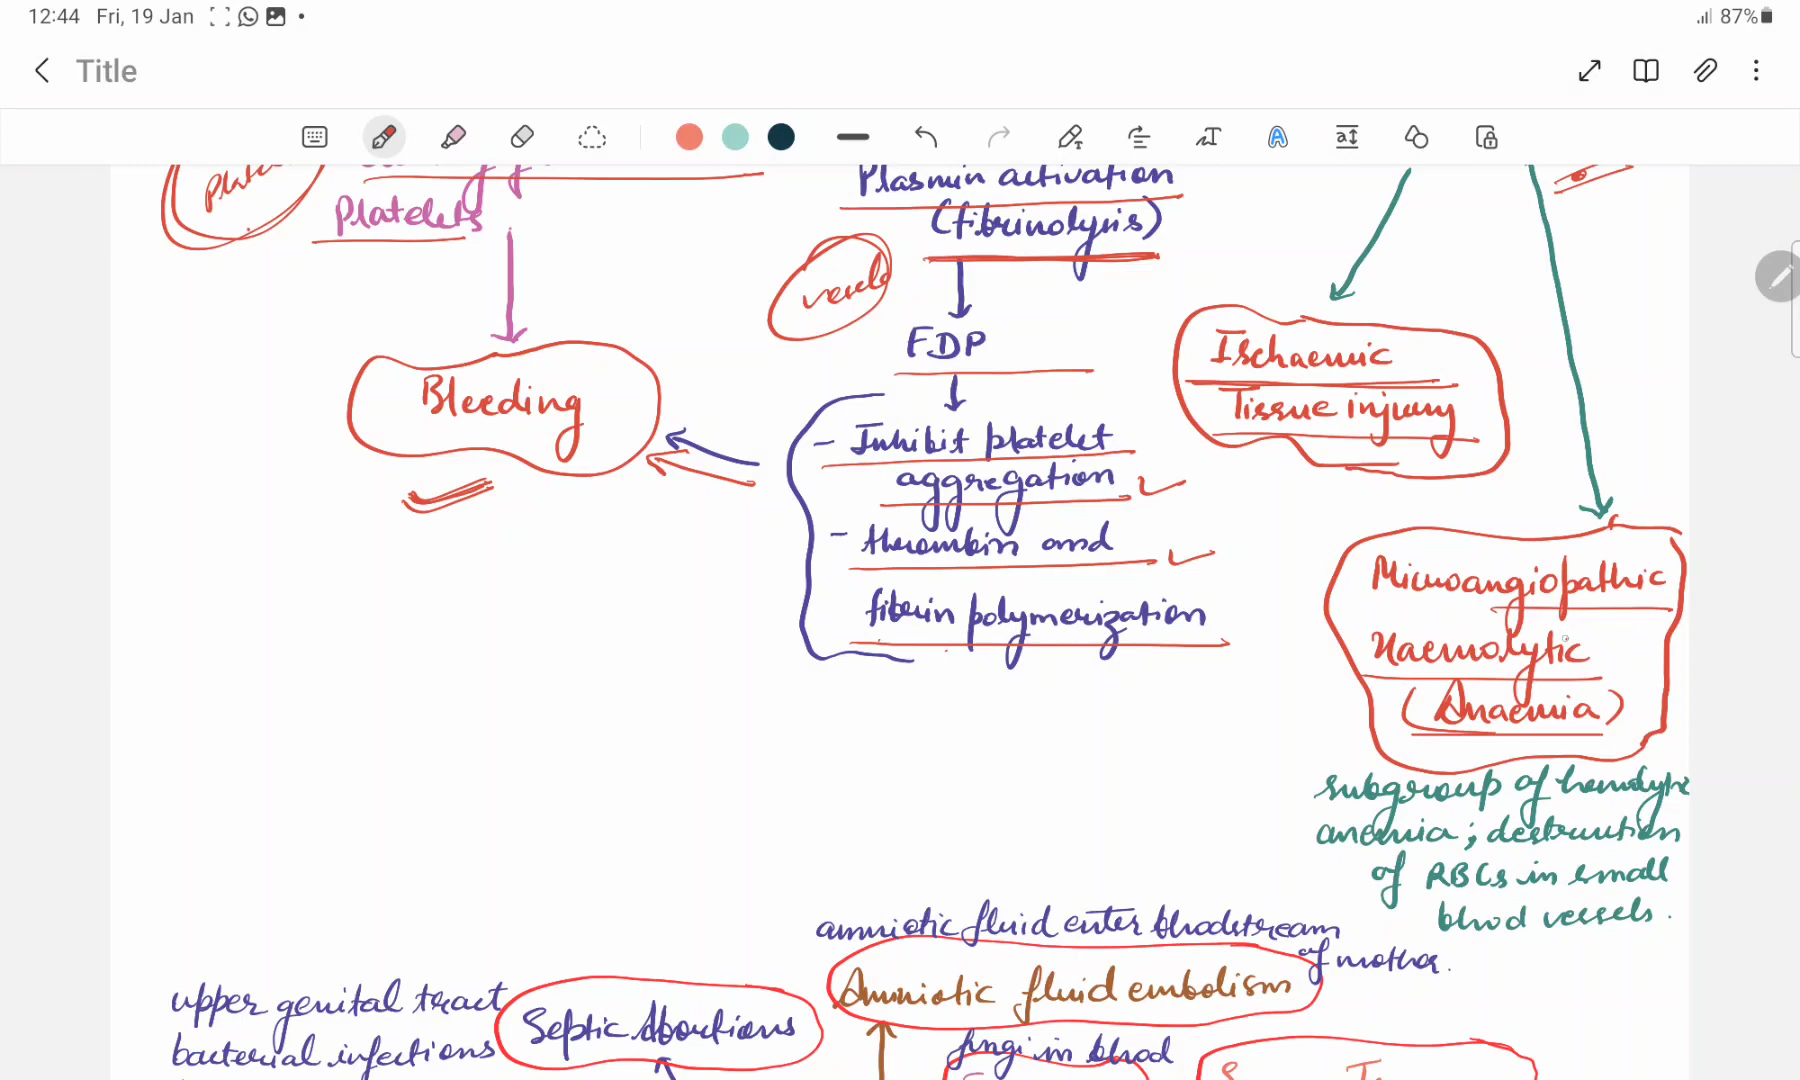 12:44 Fri, 19 Jan
87%
Title
Plasmin activation
(fibrinolysis)
Platelets
FDP
Ischaemic
Tissue injury
Bleeding
- Inhibit platelet
aggregation
- thrombin and
fibrin polymerization
Microangiopathic
Haemolytic
(Anaemia)
subgroup of hemolytic
anemia; destruction
of RBCs in small
blood vessels.
amniotic fluid enter bloodstream
of mother.
Amniotic fluid embolism
upper genital tract
bacterial infections
Septic Abortions
fungi in blood